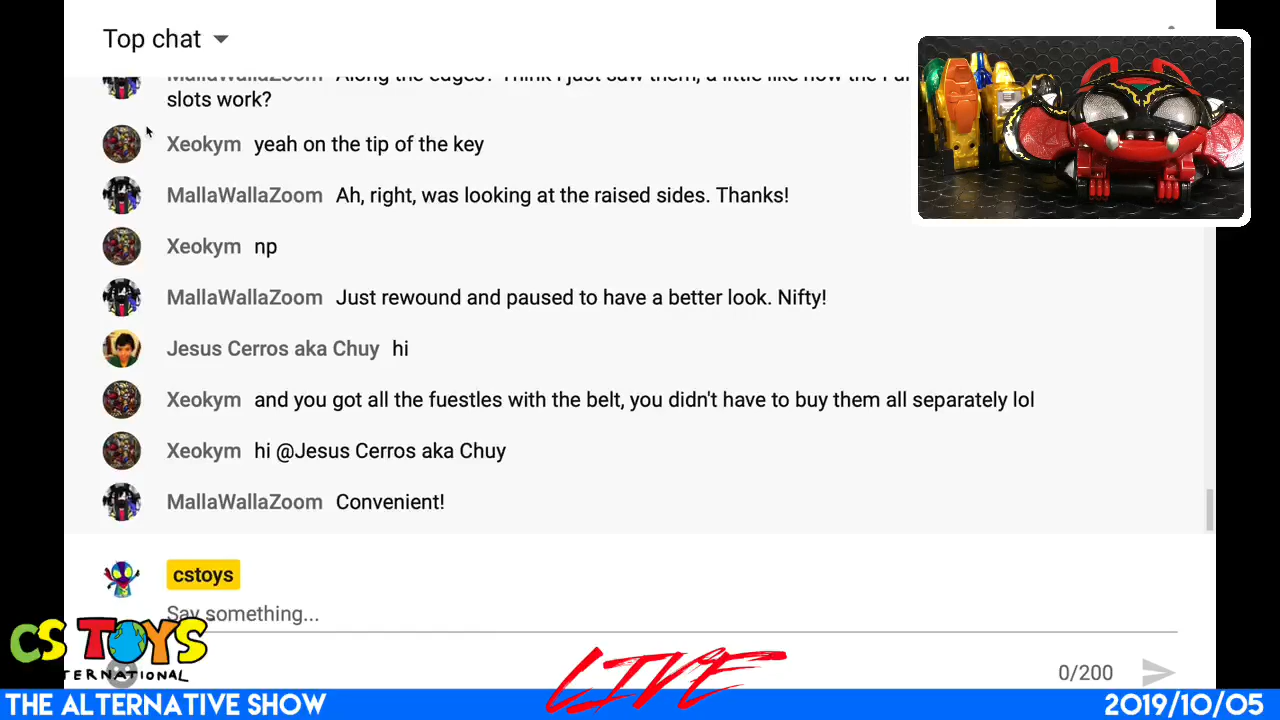 Top chat
MallaWallaZoom Along the edges? Think I just saw them, a little like how the
slots work?
Xeokym yeah on the tip of the key
MallaWallaZoom Ah, right, was looking at the raised sides. Thanks!
Xeokym np
MallaWallaZoom Just rewound and paused to have a better look. Nifty!
Jesus Cerros aka Chuy hi
Xeokym and you got all the fuestles with the belt, you didn't have to buy them all separately lol
Xeokym hi @Jesus Cerros aka Chuy
MallaWallaZoom Convenient!
cstoys
Say something...
CS TOYS
TERNATIONAL
LIVE
0/200
THE ALTERNATIVE SHOW
2019/10/05